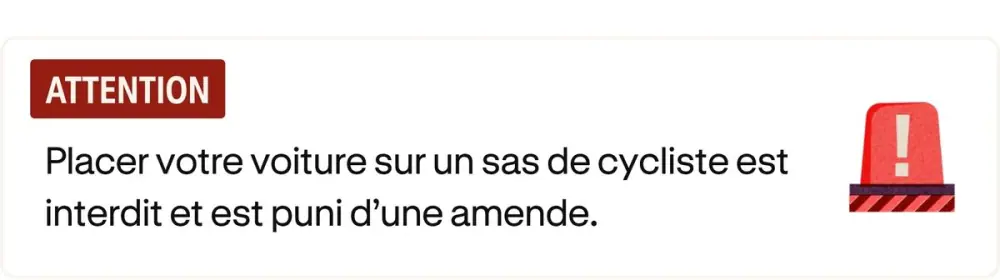 ATTENTION
Placer votre voiture sur un sas de cycliste est
interdit et est puni d’une amende.